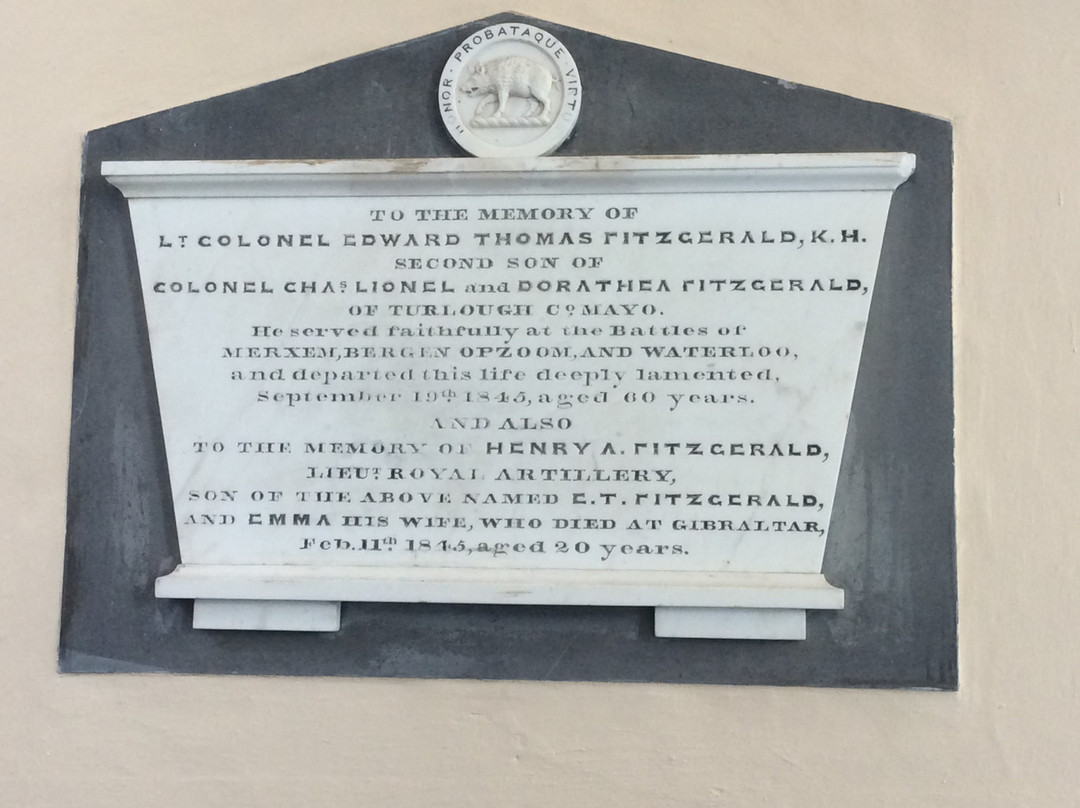 HONOR · PROBATAQUE · VIRTU
TO THE MEMORY OF
LT COLONEL EDWARD THOMAS FITZGERALD, K.H.
SECOND SON OF
COLONEL CHAS LIONEL and DORATHEA FITZGERALD,
OF TURLOUGH CO MAYO.
He served faithfully at the Battles of
MERXEM, BERGEN OPZOOM, AND WATERLOO,
and departed this life deeply lamented,
September 19th 1845, aged 60 years.
AND ALSO
TO THE MEMORY OF HENRY A. FITZGERALD,
LIEUT ROYAL ARTILLERY,
SON OF THE ABOVE NAMED E.T. FITZGERALD,
AND EMMA HIS WIFE, WHO DIED AT GIBRALTAR,
Feb. 11th 1845, aged 20 years.